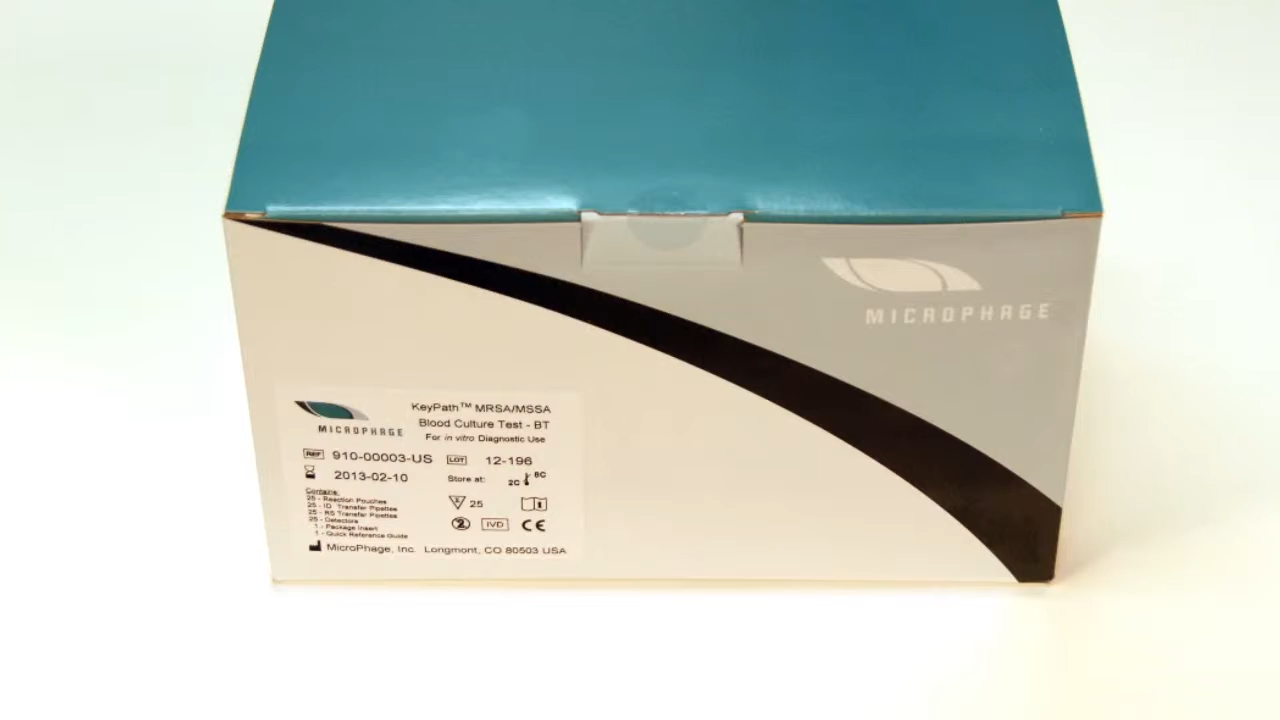 MICROPHAGE
MICROPHAGE
KeyPath™ MRSA/MSSA
Blood Culture Test - BT
For in vitro Diagnostic Use
REF 910-00003-US LOT 12-196
2013-02-10 Store at: 2C 8C
Contains:
25 - Reaction Pouches
25 - ID Transfer Pipettes
25 - RS Transfer Pipettes
25 - Detectors
1 - Package Insert
1 - Quick Reference Guide
25
2 IVD CE
MicroPhage, Inc. Longmont, CO 80503 USA